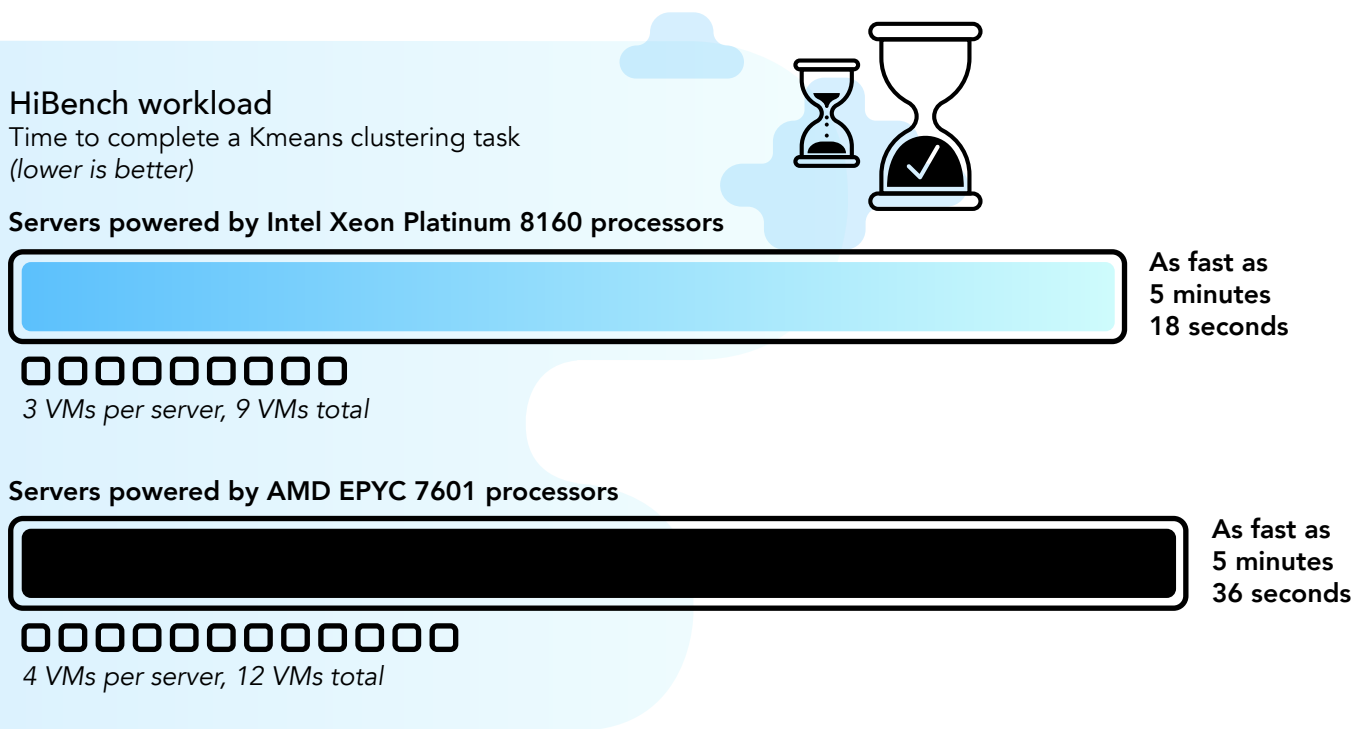 HiBench workload
Time to complete a Kmeans clustering task
(lower is better)
Servers powered by Intel Xeon Platinum 8160 processors
As fast as
5 minutes
18 seconds
3 VMs per server, 9 VMs total
Servers powered by AMD EPYC 7601 processors
As fast as
5 minutes
36 seconds
4 VMs per server, 12 VMs total